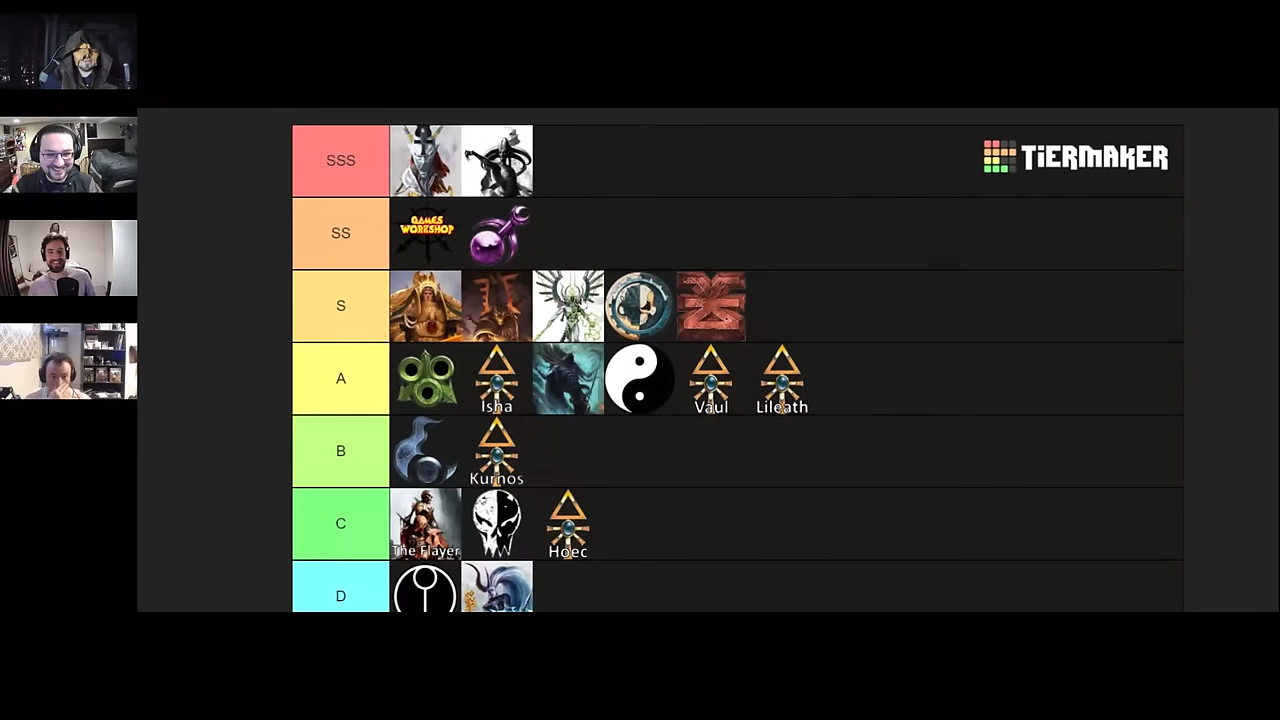 SSS
TIERMAKER
SS
GAMES
WORKSHOP
S
A
Isha
Vaul
Lileath
B
Kurnos
C
The Flayer
Hoec
D